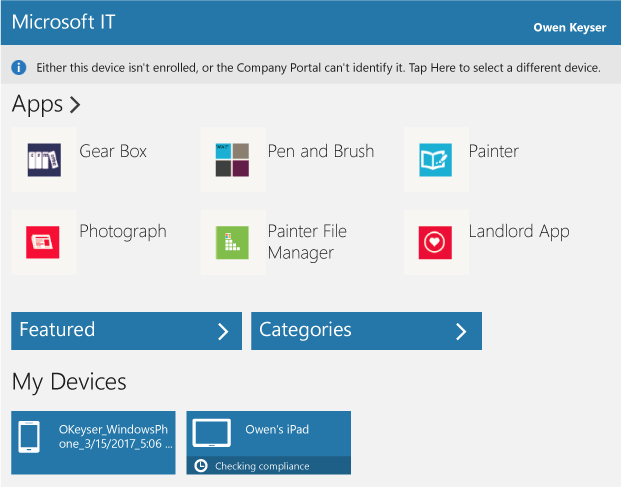 Microsoft IT
Owen Keyser
Either this device isn't enrolled, or the Company Portal can't identify it. Tap Here to select a different device.
Apps
Gear Box
Pen and Brush
Painter
Photograph
Painter File
Manager
Landlord App
Featured
Categories
My Devices
OKeyser_WindowsPh
one_3/15/2017_5:06 ...
Owen's iPad
Checking compliance